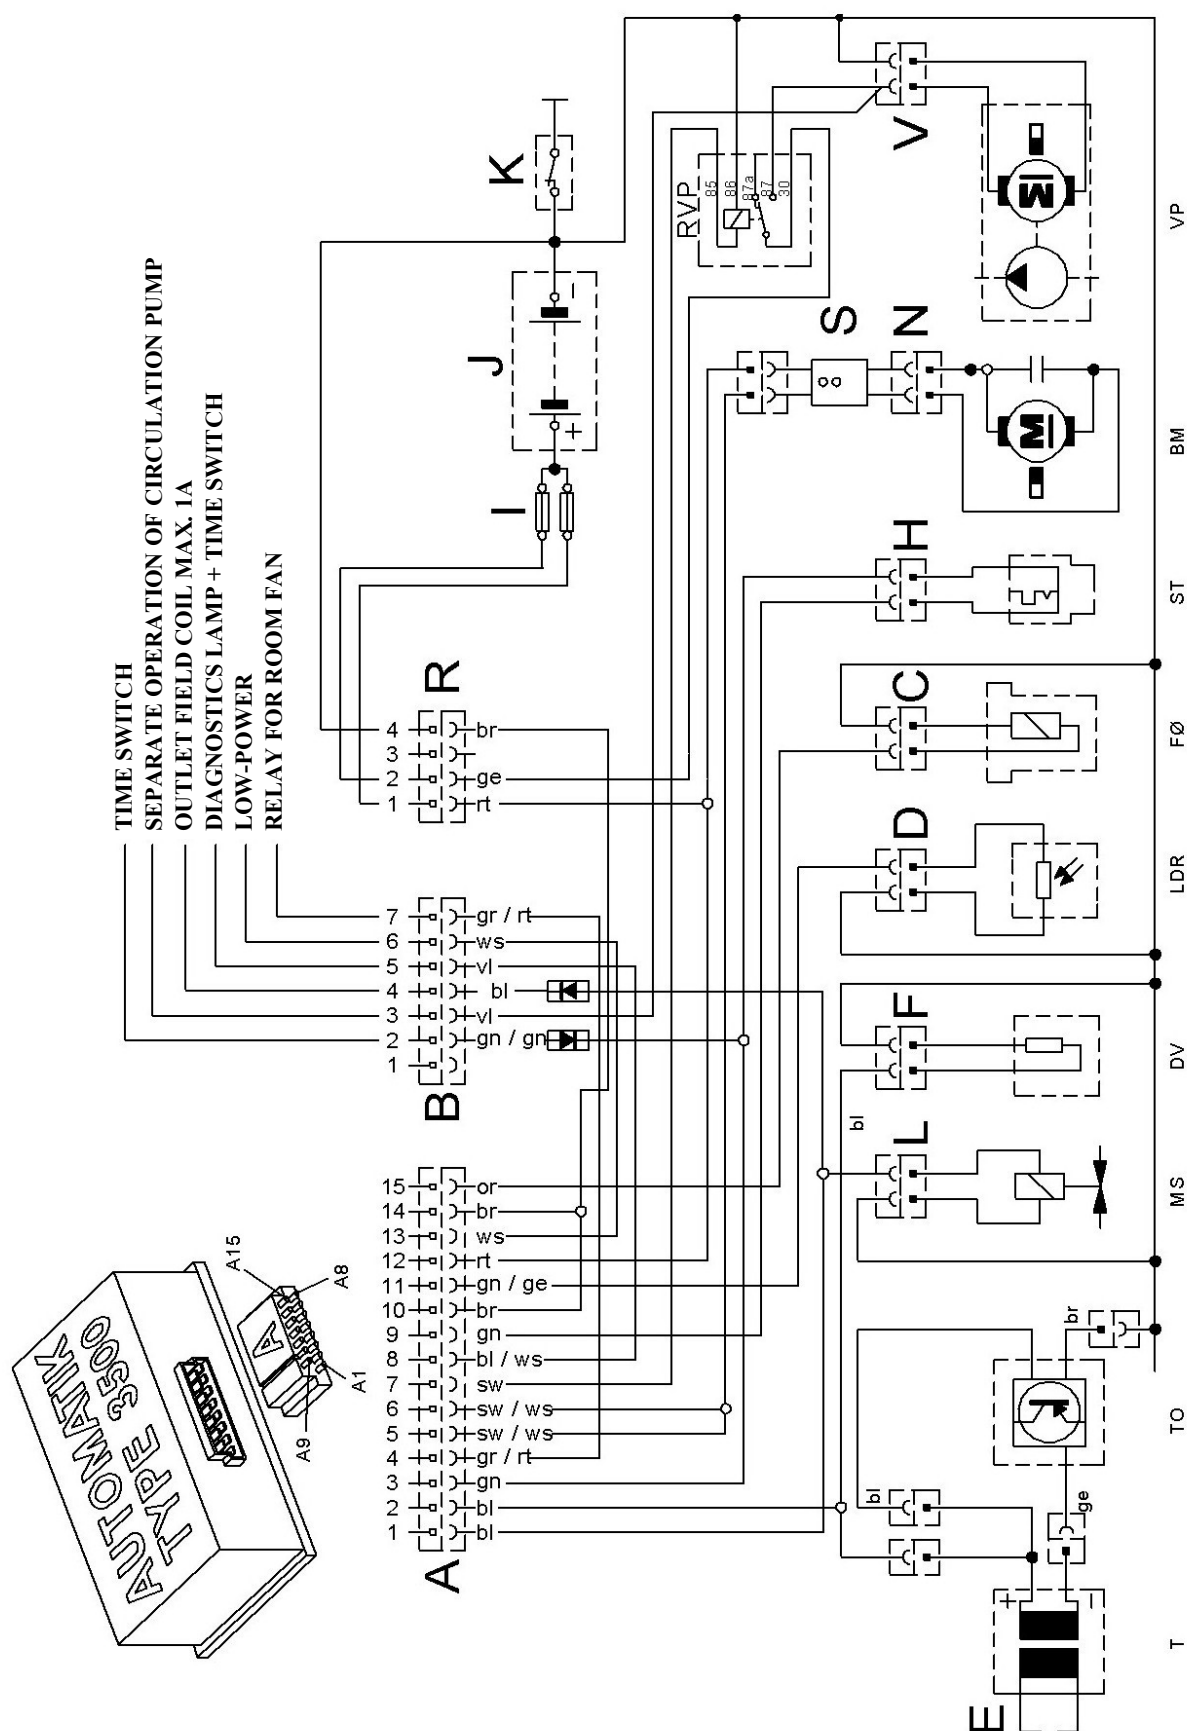 AUTOMATIK
TYPE 3500
A
A15
A8
A9
A1
TIME SWITCH
SEPARATE OPERATION OF CIRCULATION PUMP
OUTLET FIELD COIL MAX. 1A
DIAGNOSTICS LAMP + TIME SWITCH
LOW-POWER
RELAY FOR ROOM FAN
A
1 bl
2 bl
3 gn
4 gr / rt
5 sw / ws
6 sw / ws
7 sw
8 bl / ws
9 gn
10 br
11 gn / ge
12 rt
13 ws
14 br
15 or
B
1
2 gn / gn
3 vl
4 bl
5 vl
6 ws
7 gr / rt
R
1 rt
2 ge
3
4 br
I
J
+
-
K
RVP
85
86
87a
87
30
E
+
-
bl
ge
br
L
bl
F
D
C
H
S
N
M
V
M
T
TO
MS
DV
LDR
FØ
ST
BM
VP